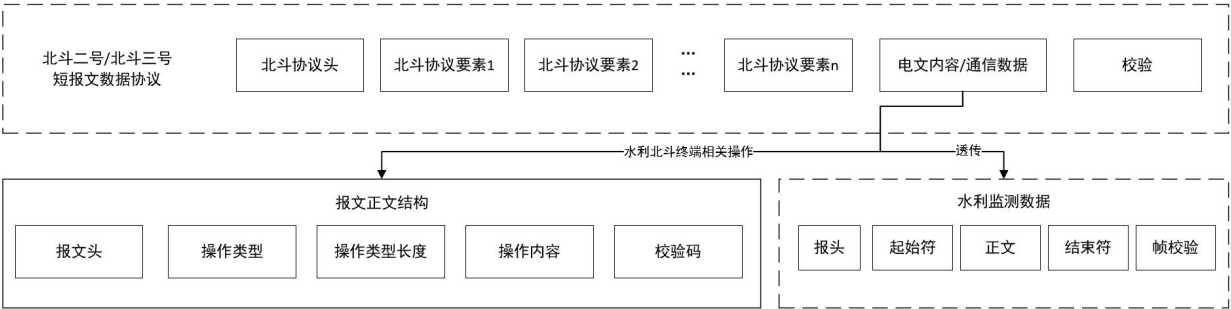 北斗二号/北斗三号
短报文数据协议
北斗协议头
北斗协议要素1
北斗协议要素2
...
...
北斗协议要素n
电文内容/通信数据
校验
水利北斗终端相关操作
透传
报文正文结构
报文头
操作类型
操作类型长度
操作内容
校验码
水利监测数据
报头
起始符
正文
结束符
帧校验